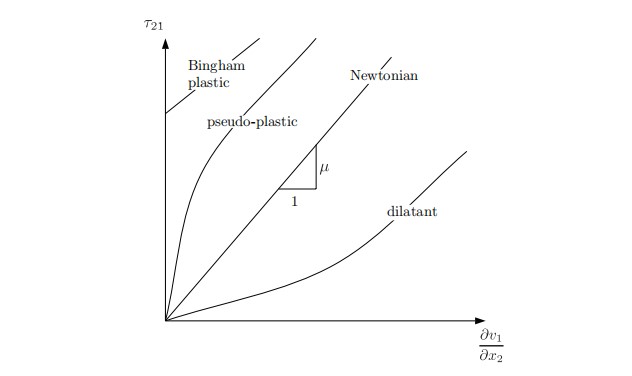 τ21
Bingham
plastic
Newtonian
pseudo-plastic
μ
1
dilatant
∂v1
∂x2